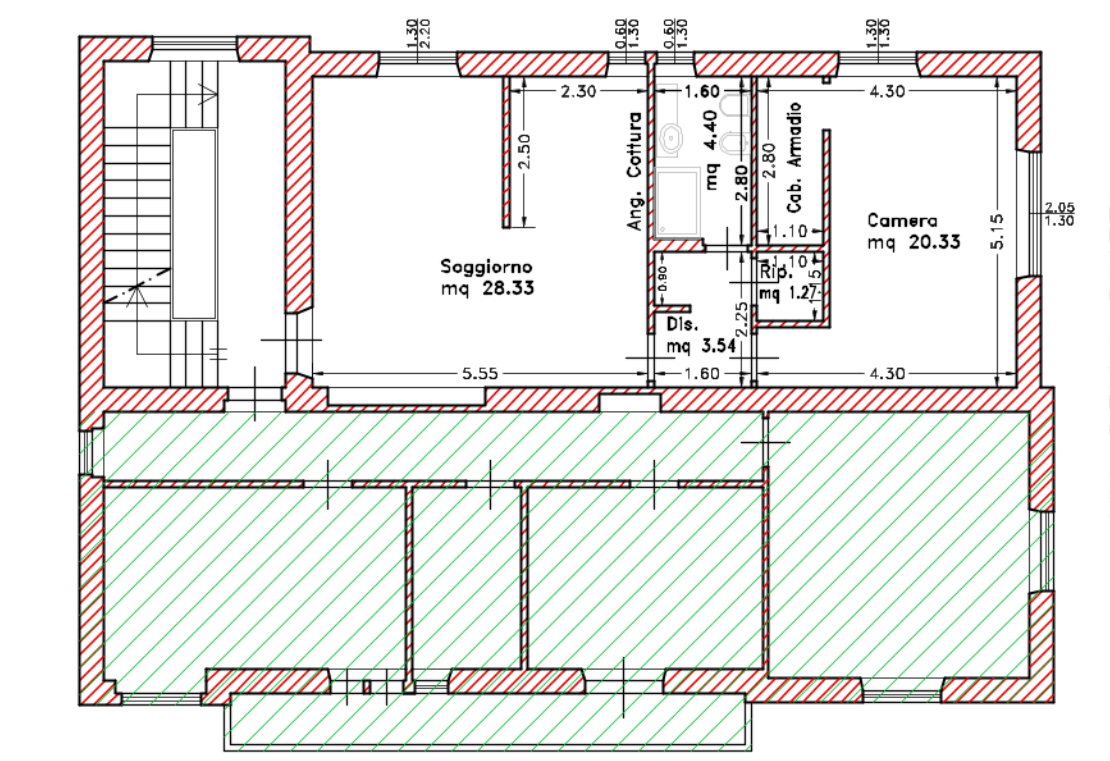 1.30
2.20
0.60
1.30
0.60
1.30
1.30
1.30
2.30
1.60
4.30
2.50
Ang. Cottura
mq 4.40
2.80
2.80
Cab. Armadio
1.10
Camera
mq 20.33
5.15
2.05
1.30
Soggiorno
mq 28.33
0.90
1.10
Rip.
mq 1.27
2.25
Dis.
mq 3.54
5.55
1.60
4.30